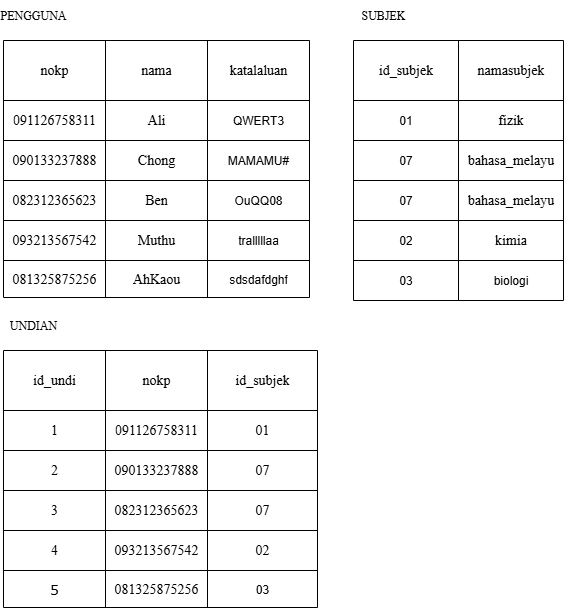 PENGGUNA
nokp nama katalaluan
091126758311 Ali QWERT3
090133237888 Chong MAMAMU#
082312365623 Ben OuQQ08
093213567542 Muthu tralllllaa
081325875256 AhKaou sdsdafdghf
SUBJEK
id_subjek namasubjek
01 fizik
07 bahasa_melayu
07 bahasa_melayu
02 kimia
03 biologi
UNDIAN
id_undi nokp id_subjek
1 091126758311 01
2 090133237888 07
3 082312365623 07
4 093213567542 02
5 081325875256 03